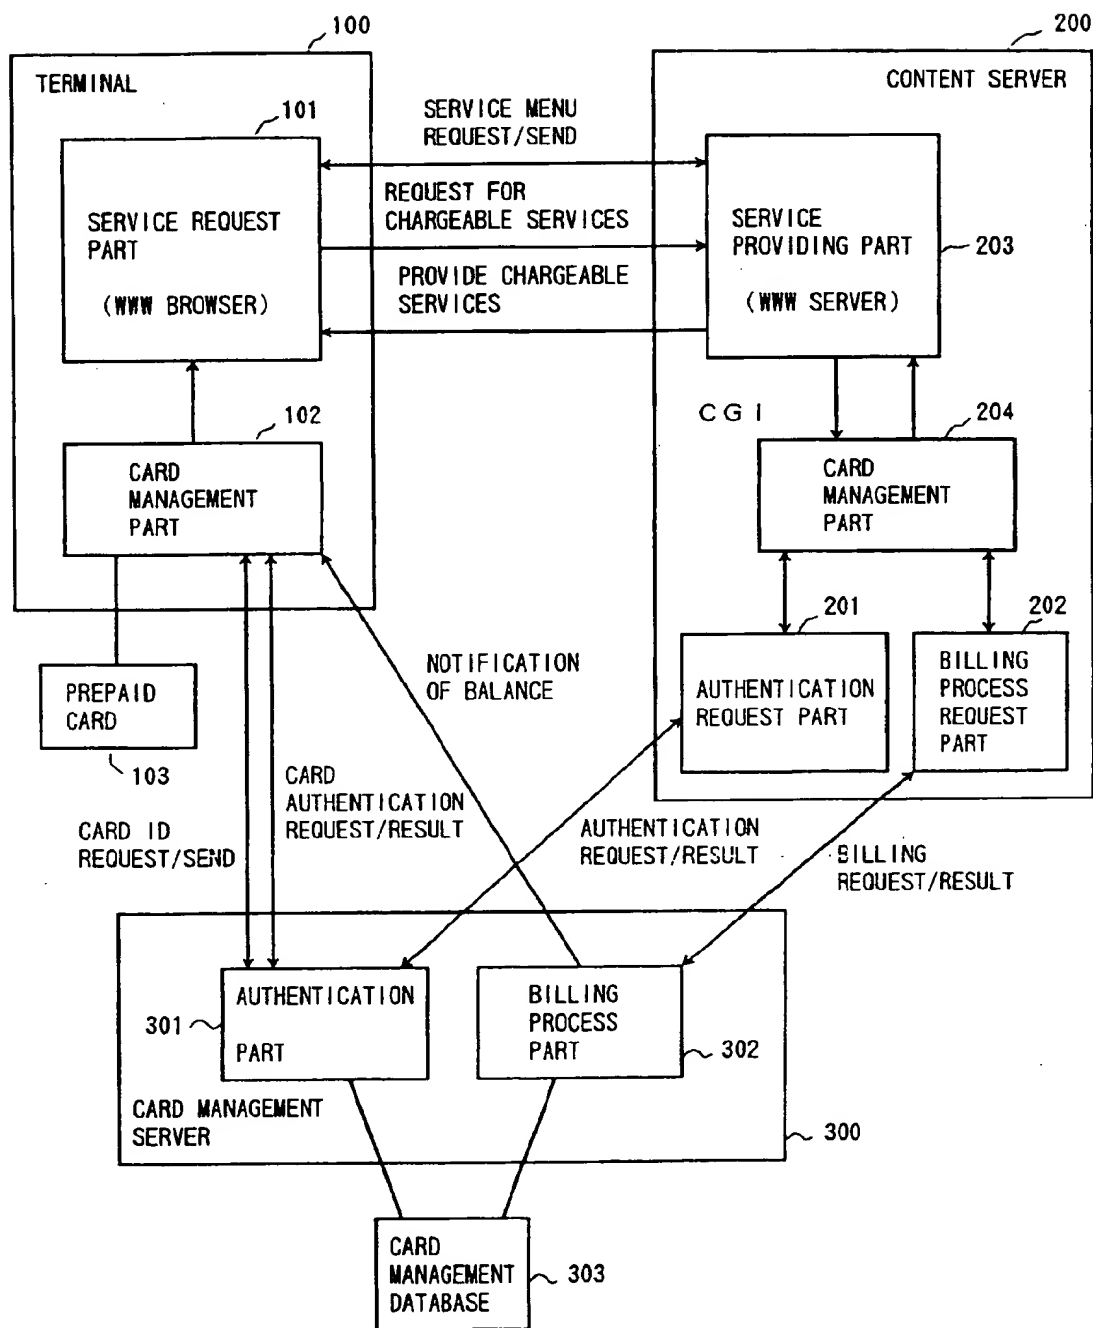 100
200
TERMINAL
CONTENT SERVER
101
SERVICE MENU
REQUEST/SEND
SERVICE REQUEST
PART
(WWW BROWSER)
REQUEST FOR
CHARGEABLE SERVICES
PROVIDE CHARGEABLE
SERVICES
SERVICE
PROVIDING PART
(WWW SERVER)
203
102
CGI
204
CARD
MANAGEMENT
PART
CARD
MANAGEMENT
PART
201
202
PREPAID
CARD
103
NOTIFICATION
OF BALANCE
AUTHENTICATION
REQUEST PART
BILLING
PROCESS
REQUEST
PART
CARD ID
REQUEST/SEND
CARD
AUTHENTICATION
REQUEST/RESULT
AUTHENTICATION
REQUEST/RESULT
BILLING
REQUEST/RESULT
301
AUTHENTICATION
PART
BILLING
PROCESS
PART
302
CARD MANAGEMENT
SERVER
300
CARD
MANAGEMENT
DATABASE
303